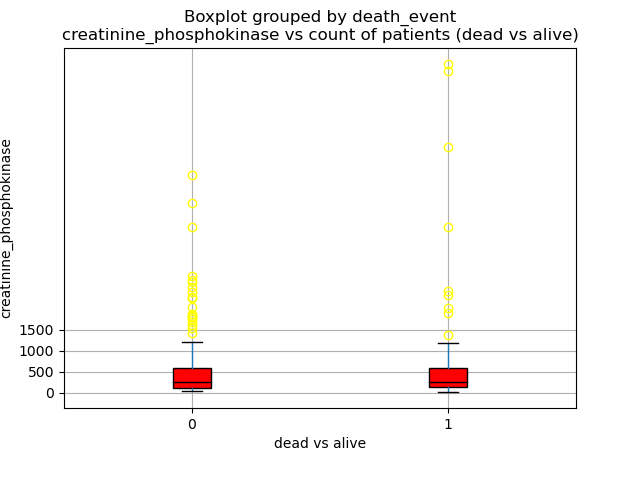 Boxplot grouped by death_event
creatinine_phosphokinase vs count of patients (dead vs alive)
creatinine_phosphokinase
1500
1000
500
0
0
1
dead vs alive